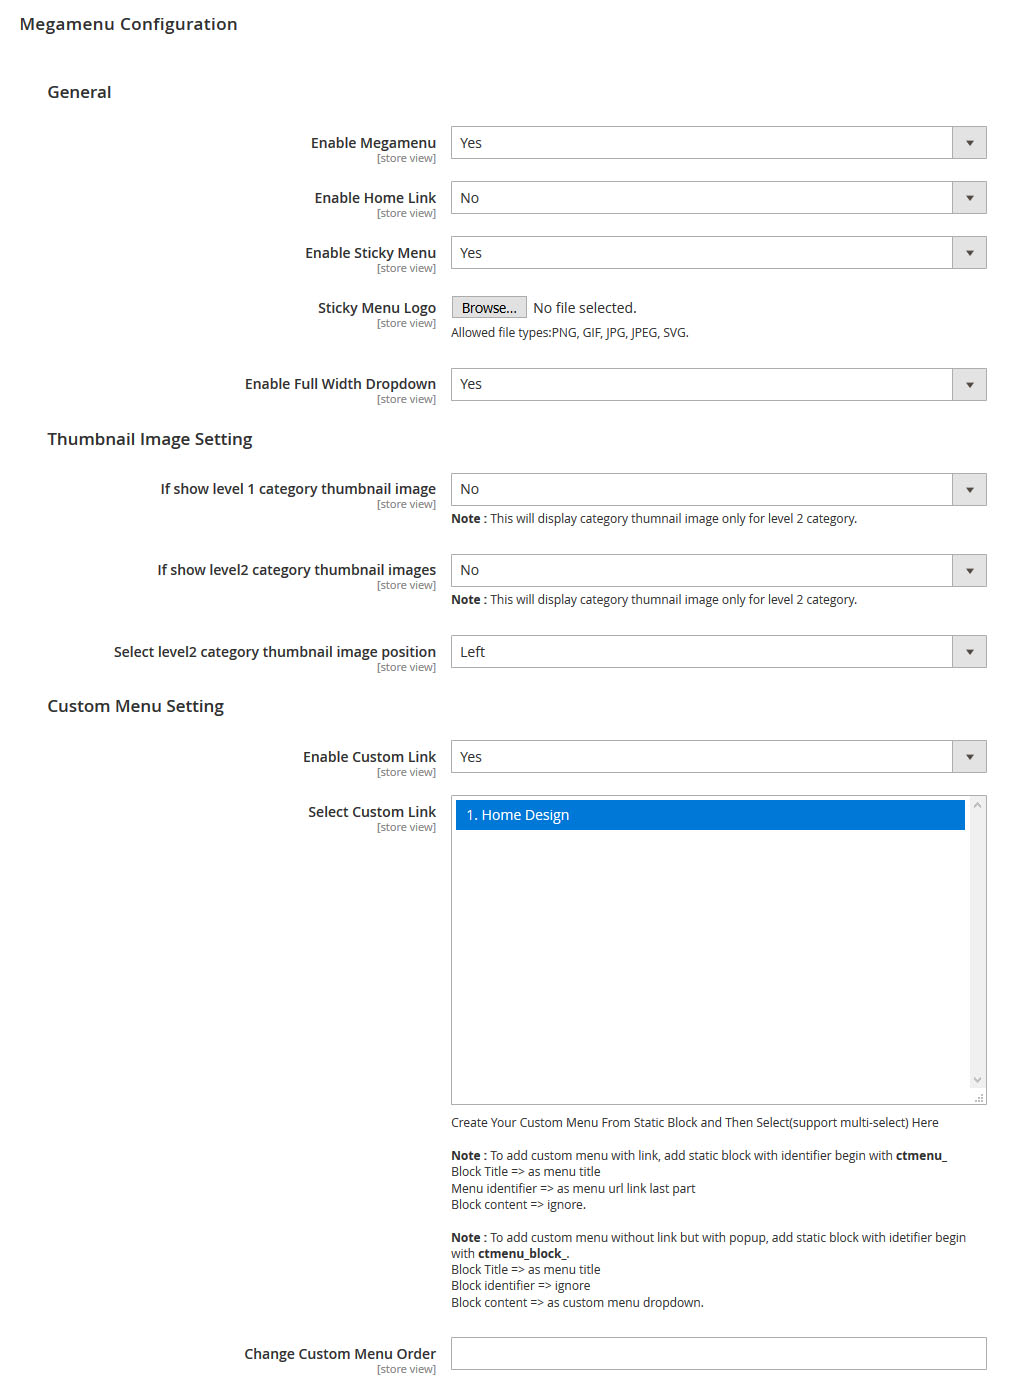 Megamenu Configuration
General
Enable Megamenu
[store view]
Yes
Enable Home Link
[store view]
No
Enable Sticky Menu
[store view]
Yes
Sticky Menu Logo
[store view]
Browse... No file selected.
Allowed file types:PNG, GIF, JPG, JPEG, SVG.
Enable Full Width Dropdown
[store view]
Yes
Thumbnail Image Setting
If show level 1 category thumbnail image
[store view]
No
Note : This will display category thumnail image only for level 2 category.
If show level2 category thumbnail images
[store view]
No
Note : This will display category thumnail image only for level 2 category.
Select level2 category thumbnail image position
[store view]
Left
Custom Menu Setting
Enable Custom Link
[store view]
Yes
Select Custom Link
[store view]
1. Home Design
Create Your Custom Menu From Static Block and Then Select(support multi-select) Here
Note : To add custom menu with link, add static block with identifier begin with ctmenu_
Block Title => as menu title
Menu identifier => as menu url link last part
Block content => ignore.
Note : To add custom menu without link but with popup, add static block with idetifier begin
with ctmenu_block_.
Block Title => as menu title
Block identifier => ignore
Block content => as custom menu dropdown.
Change Custom Menu Order
[store view]